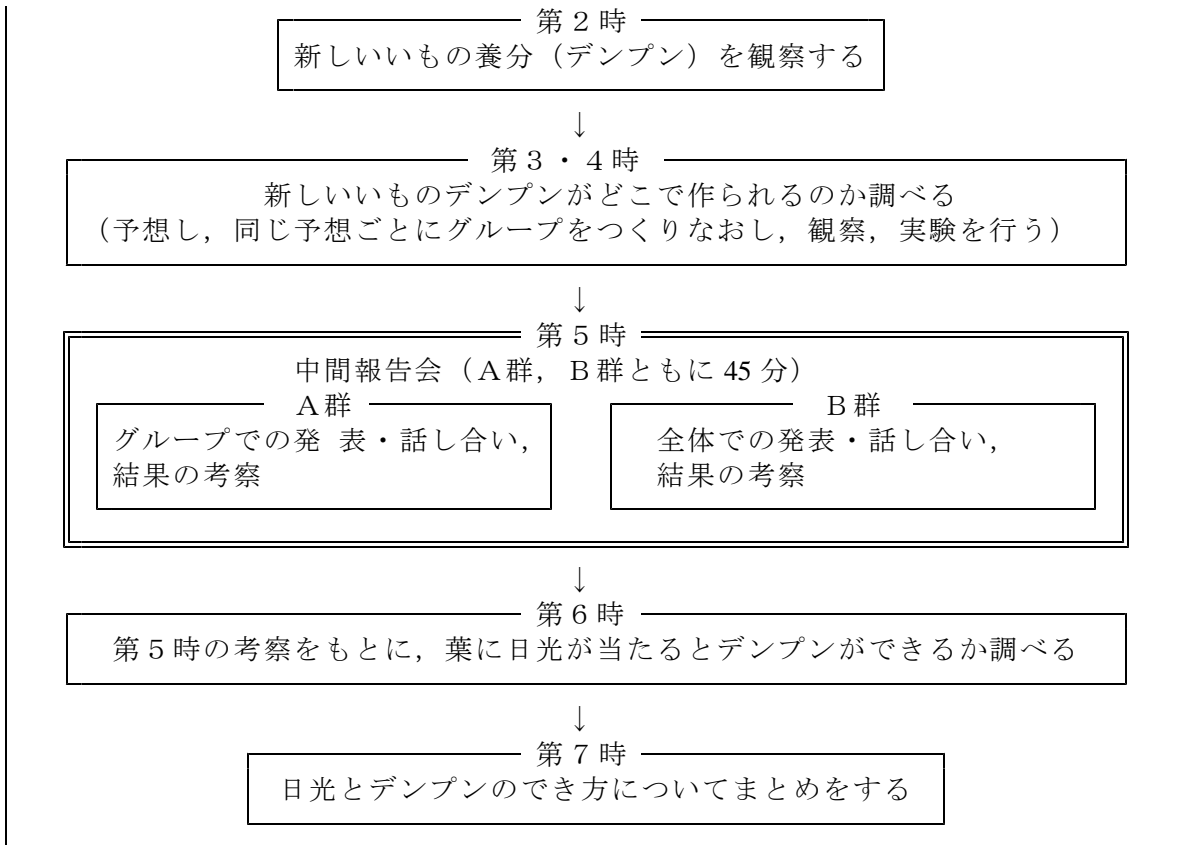 第2時
新しいいもの養分（デンプン）を観察する
↓
第3・4時
新しいいものデンプンがどこで作られるのか調べる
（予想し，同じ予想ごとにグループをつくりなおし，観察，実験を行う）
↓
第5時
中間報告会（A群，B群ともに45分）
A群
グループでの発 表・話し合い，
結果の考察
B群
全体での発表・話し合い，
結果の考察
↓
第6時
第5時の考察をもとに，葉に日光が当たるとデンプンができるか調べる
↓
第7時
日光とデンプンのでき方についてまとめをする